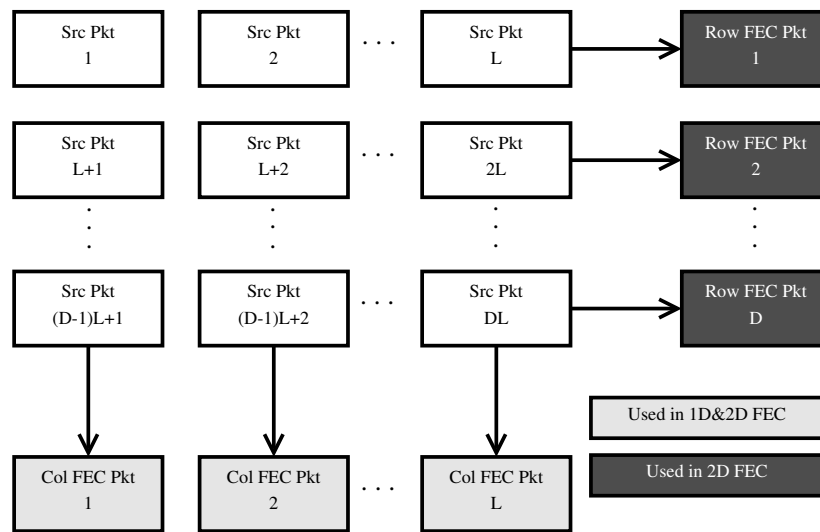 Src Pkt
1
Src Pkt
2
. . .
Src Pkt
L
Row FEC Pkt
1
Src Pkt
L+1
Src Pkt
L+2
. . .
Src Pkt
2L
Row FEC Pkt
2
Src Pkt
(D-1)L+1
Src Pkt
(D-1)L+2
. . .
Src Pkt
DL
Row FEC Pkt
D
Used in 1D&2D FEC
Used in 2D FEC
Col FEC Pkt
1
Col FEC Pkt
2
. . .
Col FEC Pkt
L